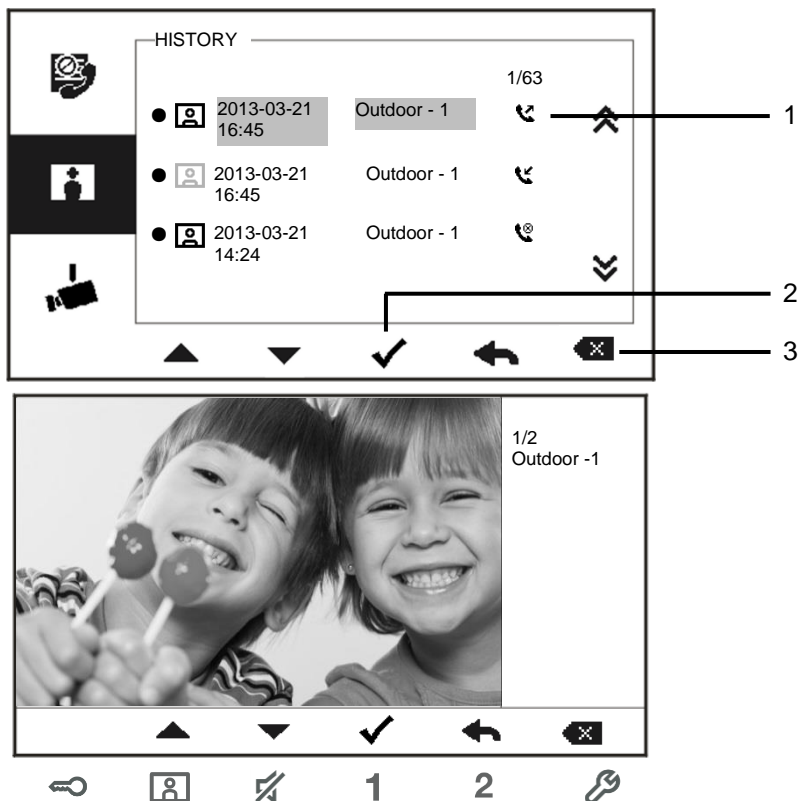 HISTORY
1/63
2013-03-21 Outdoor - 1
16:45
1
2013-03-21 Outdoor - 1
16:45
2013-03-21 Outdoor - 1
14:24
2
3
1/2
Outdoor -1
1 2